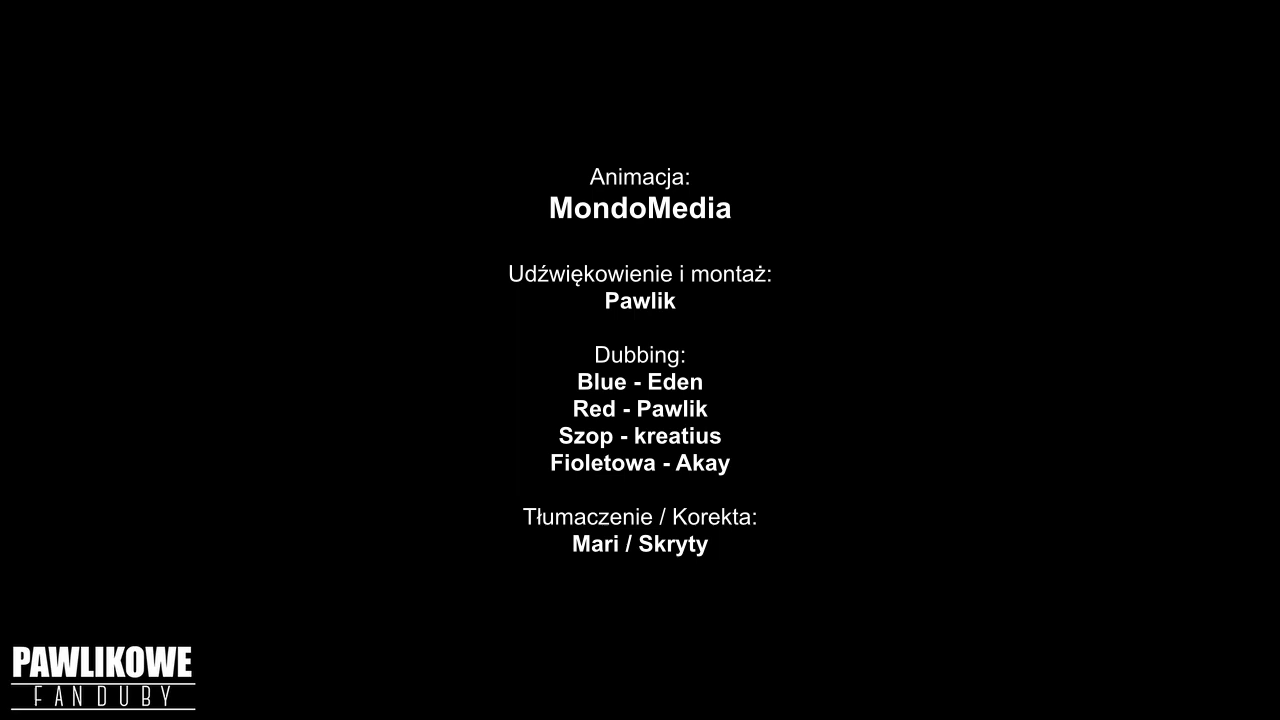 Animacja:
MondoMedia
Udźwiękowienie i montaż:
Pawlik
Dubbing:
Blue - Eden
Red - Pawlik
Szop - kreatius
Fioletowa - Akay
Tłumaczenie / Korekta:
Mari / Skryty
PAWLIKOWE
FANDUBY